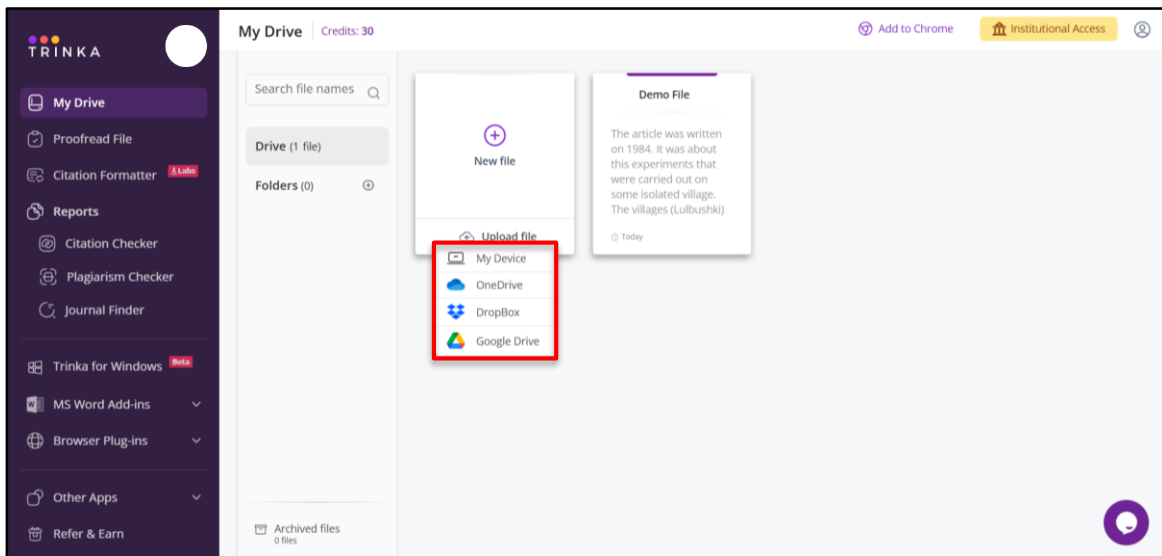 TRINKA
My Drive
Proofread File
Citation Formatter Labs
Reports
Citation Checker
Plagiarism Checker
Journal Finder
Trinka for Windows Beta
MS Word Add-ins
Browser Plug-ins
Other Apps
Refer & Earn
My Drive Credits: 30
Add to Chrome
Institutional Access
Search file names
Drive (1 file)
Folders (0)
Archived files
0 files
New file
Upload file
My Device
OneDrive
DropBox
Google Drive
Demo File
The article was written
on 1984. It was about
this experiments that
were carried out on
some isolated village.
The villages (Lulbushki)
Today